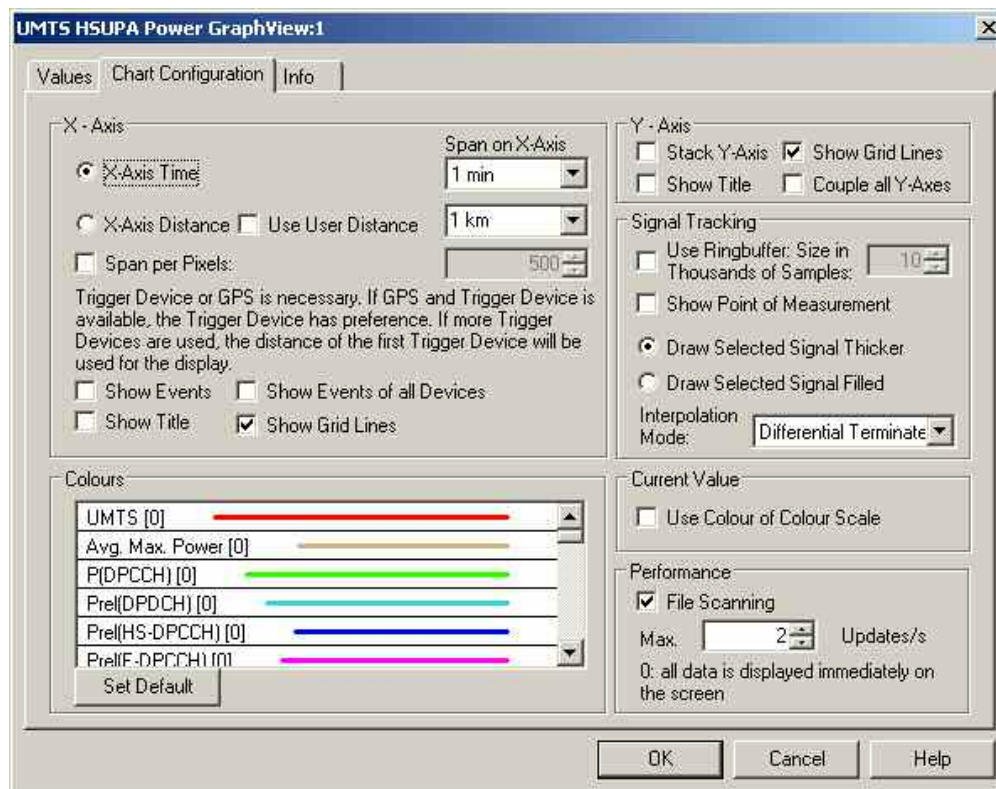 UMTS HSUPA Power GraphView:1
Values
Chart Configuration
Info
X - Axis
Span on X-Axis
X-Axis Time
1 min
X-Axis Distance
Use User Distance
1 km
Span per Pixels:
500
Trigger Device or GPS is necessary. If GPS and Trigger Device is
available, the Trigger Device has preference. If more Trigger
Devices are used, the distance of the first Trigger Device will be
used for the display.
Show Events
Show Events of all Devices
Show Title
Show Grid Lines
Y - Axis
Stack Y-Axis
Show Grid Lines
Show Title
Couple all Y-Axes
Signal Tracking
Use Ringbuffer: Size in
Thousands of Samples:
10
Show Point of Measurement
Draw Selected Signal Thicker
Draw Selected Signal Filled
Interpolation
Mode:
Differential Terminate
Colours
UMTS [0]
Avg. Max. Power [0]
P(DPCCH) [0]
Prel(DPDCH) [0]
Prel(HS-DPCCH) [0]
Prel(E-DPCCH) [0]
Set Default
Current Value
Use Colour of Colour Scale
Performance
File Scanning
Max.
2
Updates/s
0: all data is displayed immediately on
the screen
OK
Cancel
Help